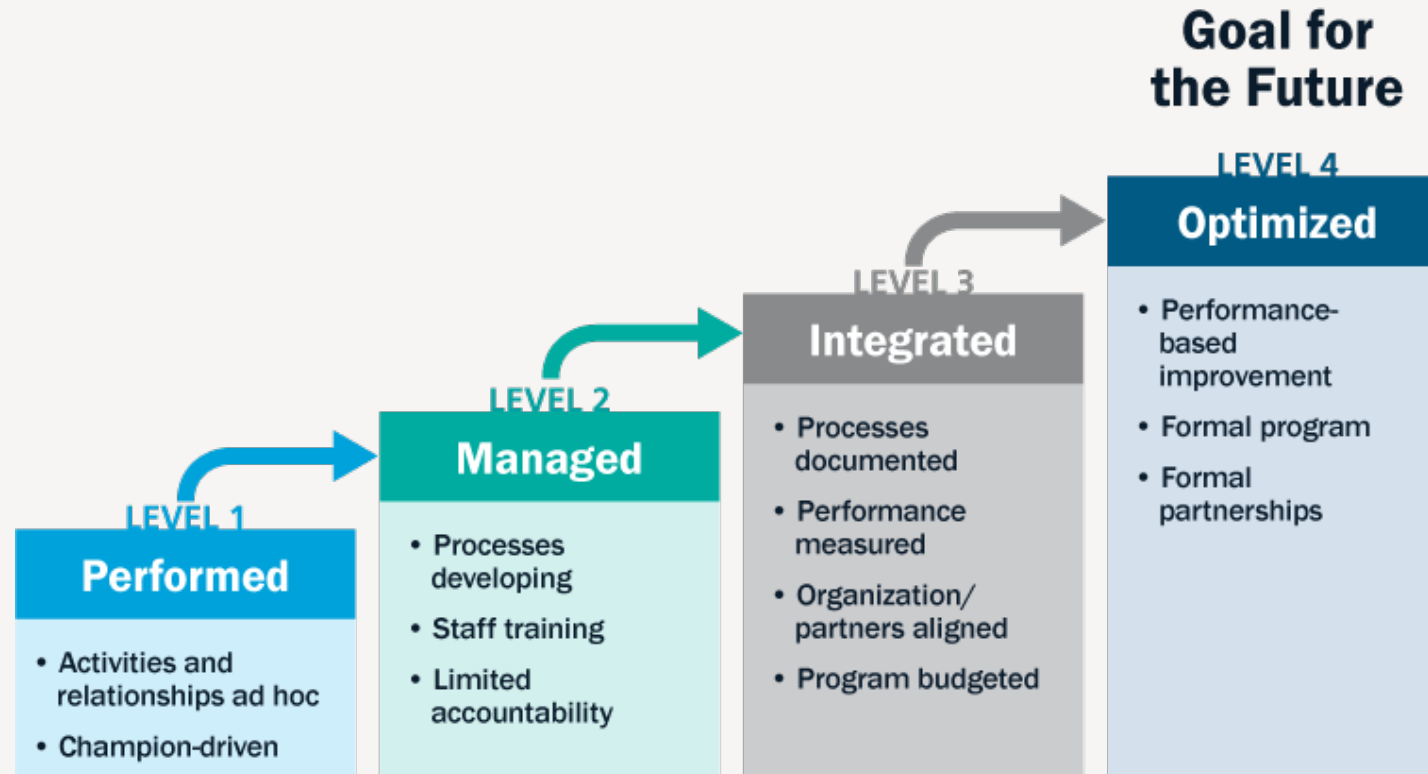 Goal for
the Future
LEVEL 1
Performed
• Activities and
relationships ad hoc
• Champion-driven
LEVEL 2
Managed
• Processes
developing
• Staff training
• Limited
accountability
LEVEL 3
Integrated
• Processes
documented
• Performance
measured
• Organization/
partners aligned
• Program budgeted
LEVEL 4
Optimized
• Performance-
based
improvement
• Formal program
• Formal
partnerships